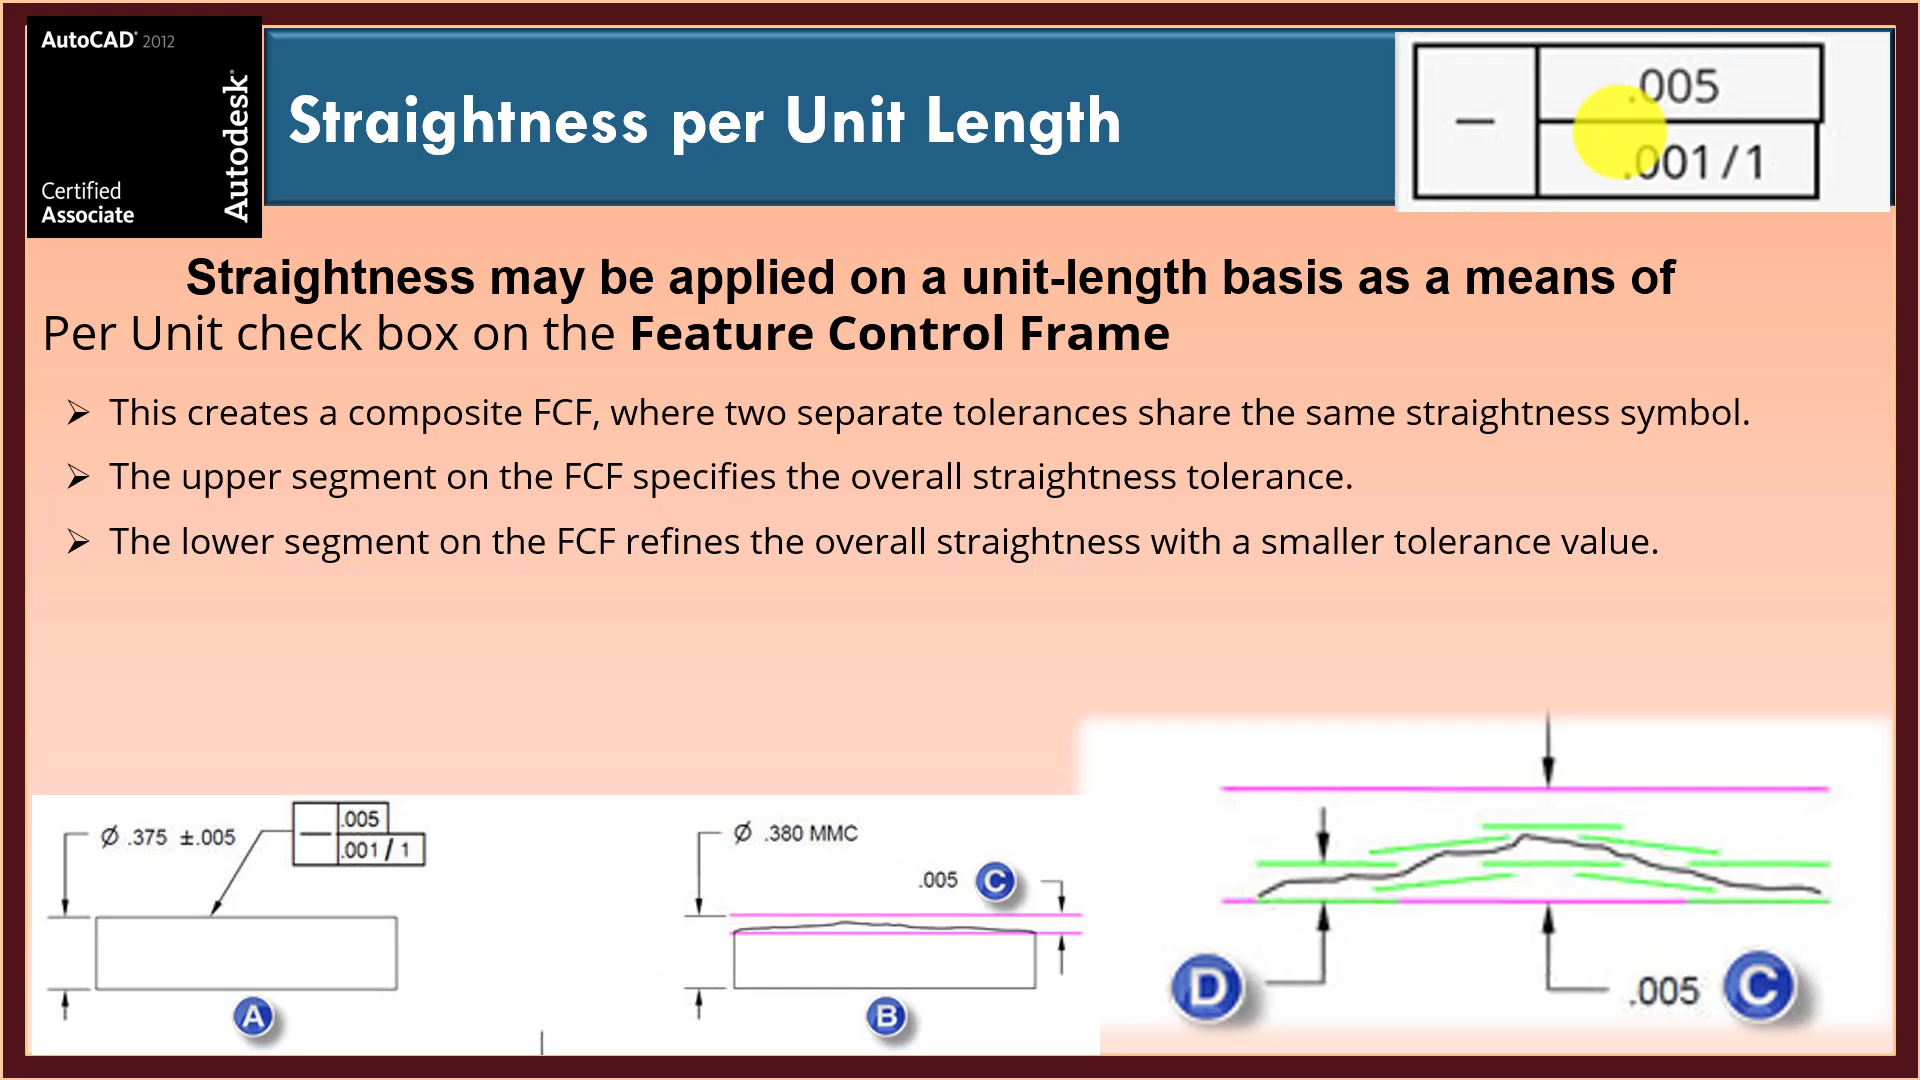 AutoCAD® 2012
Autodesk®
Certified
Associate
Straightness per Unit Length
— .005
.001 / 1
Straightness may be applied on a unit-length basis as a means of
Per Unit check box on the Feature Control Frame
➢ This creates a composite FCF, where two separate tolerances share the same straightness symbol.
➢ The upper segment on the FCF specifies the overall straightness tolerance.
➢ The lower segment on the FCF refines the overall straightness with a smaller tolerance value.
Ø .375 ±.005
— .005
.001 / 1
A
Ø .380 MMC
.005 C
B
D
.005 C